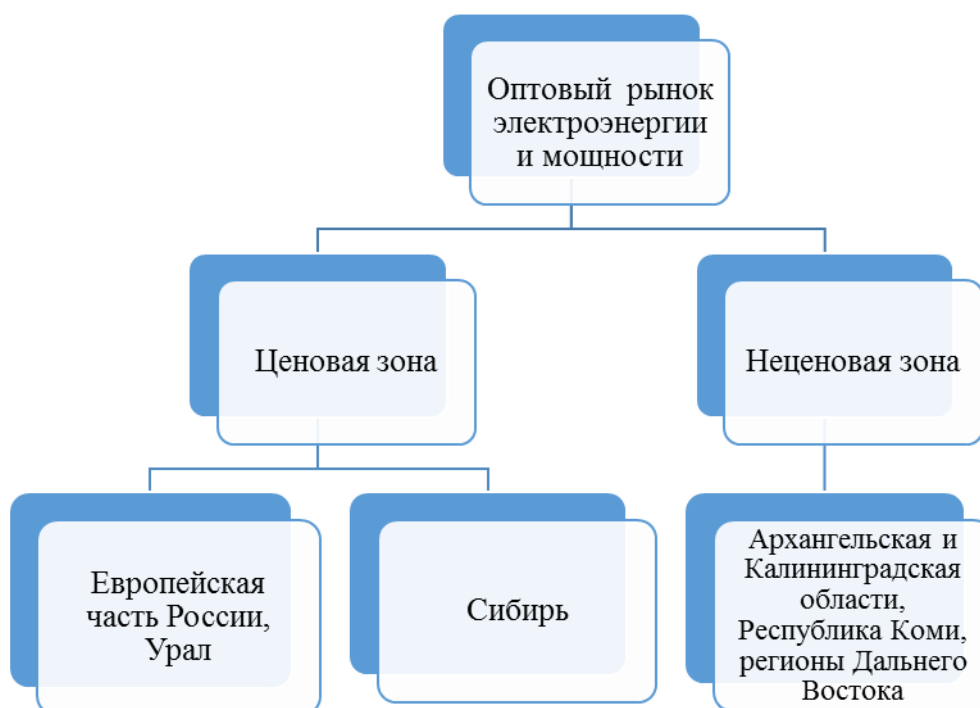 Оптовый рынок
электроэнергии
и мощности
Ценовая зона
Неценовая зона
Европейская
часть России,
Урал
Сибирь
Архангельская и
Калининградская
области,
Республика Коми,
регионы Дальнего
Востока